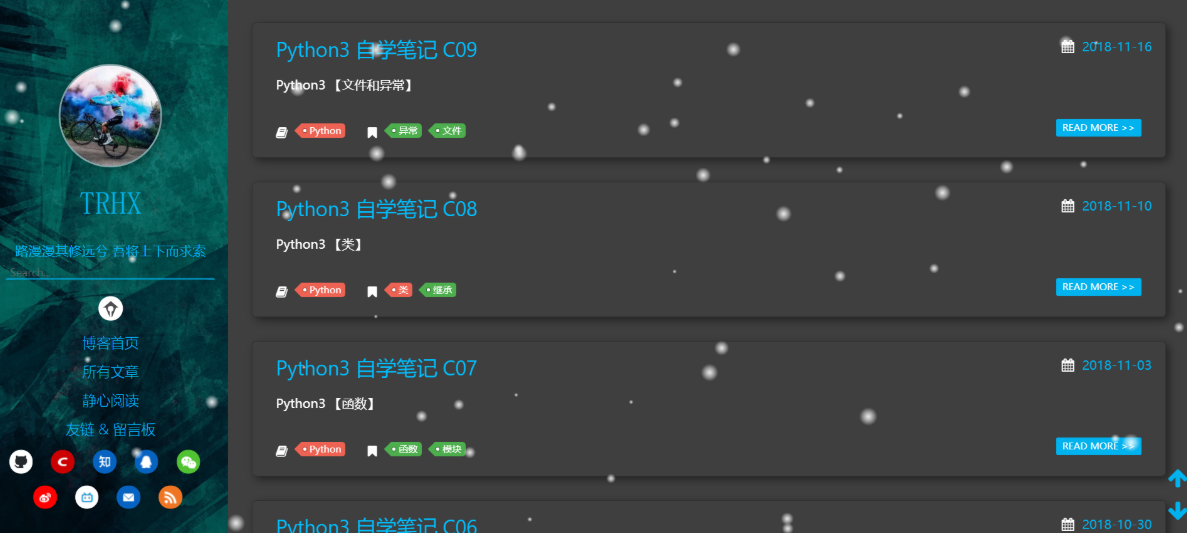 TRHX
路漫漫其修远兮 吾将上下而求索
Search...
博客首页
所有文章
静心阅读
友链 & 留言板
知
Python3 自学笔记 C09
2018-11-16
Python3 【文件和异常】
Python 异常 文件
READ MORE >>
Python3 自学笔记 C08
2018-11-10
Python3 【类】
Python 类 继承
READ MORE >>
Python3 自学笔记 C07
2018-11-03
Python3 【函数】
Python 函数 模块
READ MORE >>
Python3 自学笔记 C06
2018-10-30